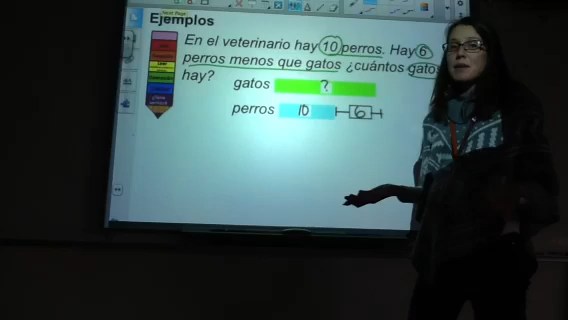 Ejemplos
En el veterinario hay 10 perros. Hay 6
perros menos que gatos ¿cuántos gato
hay?
gatos ?
perros 10 6